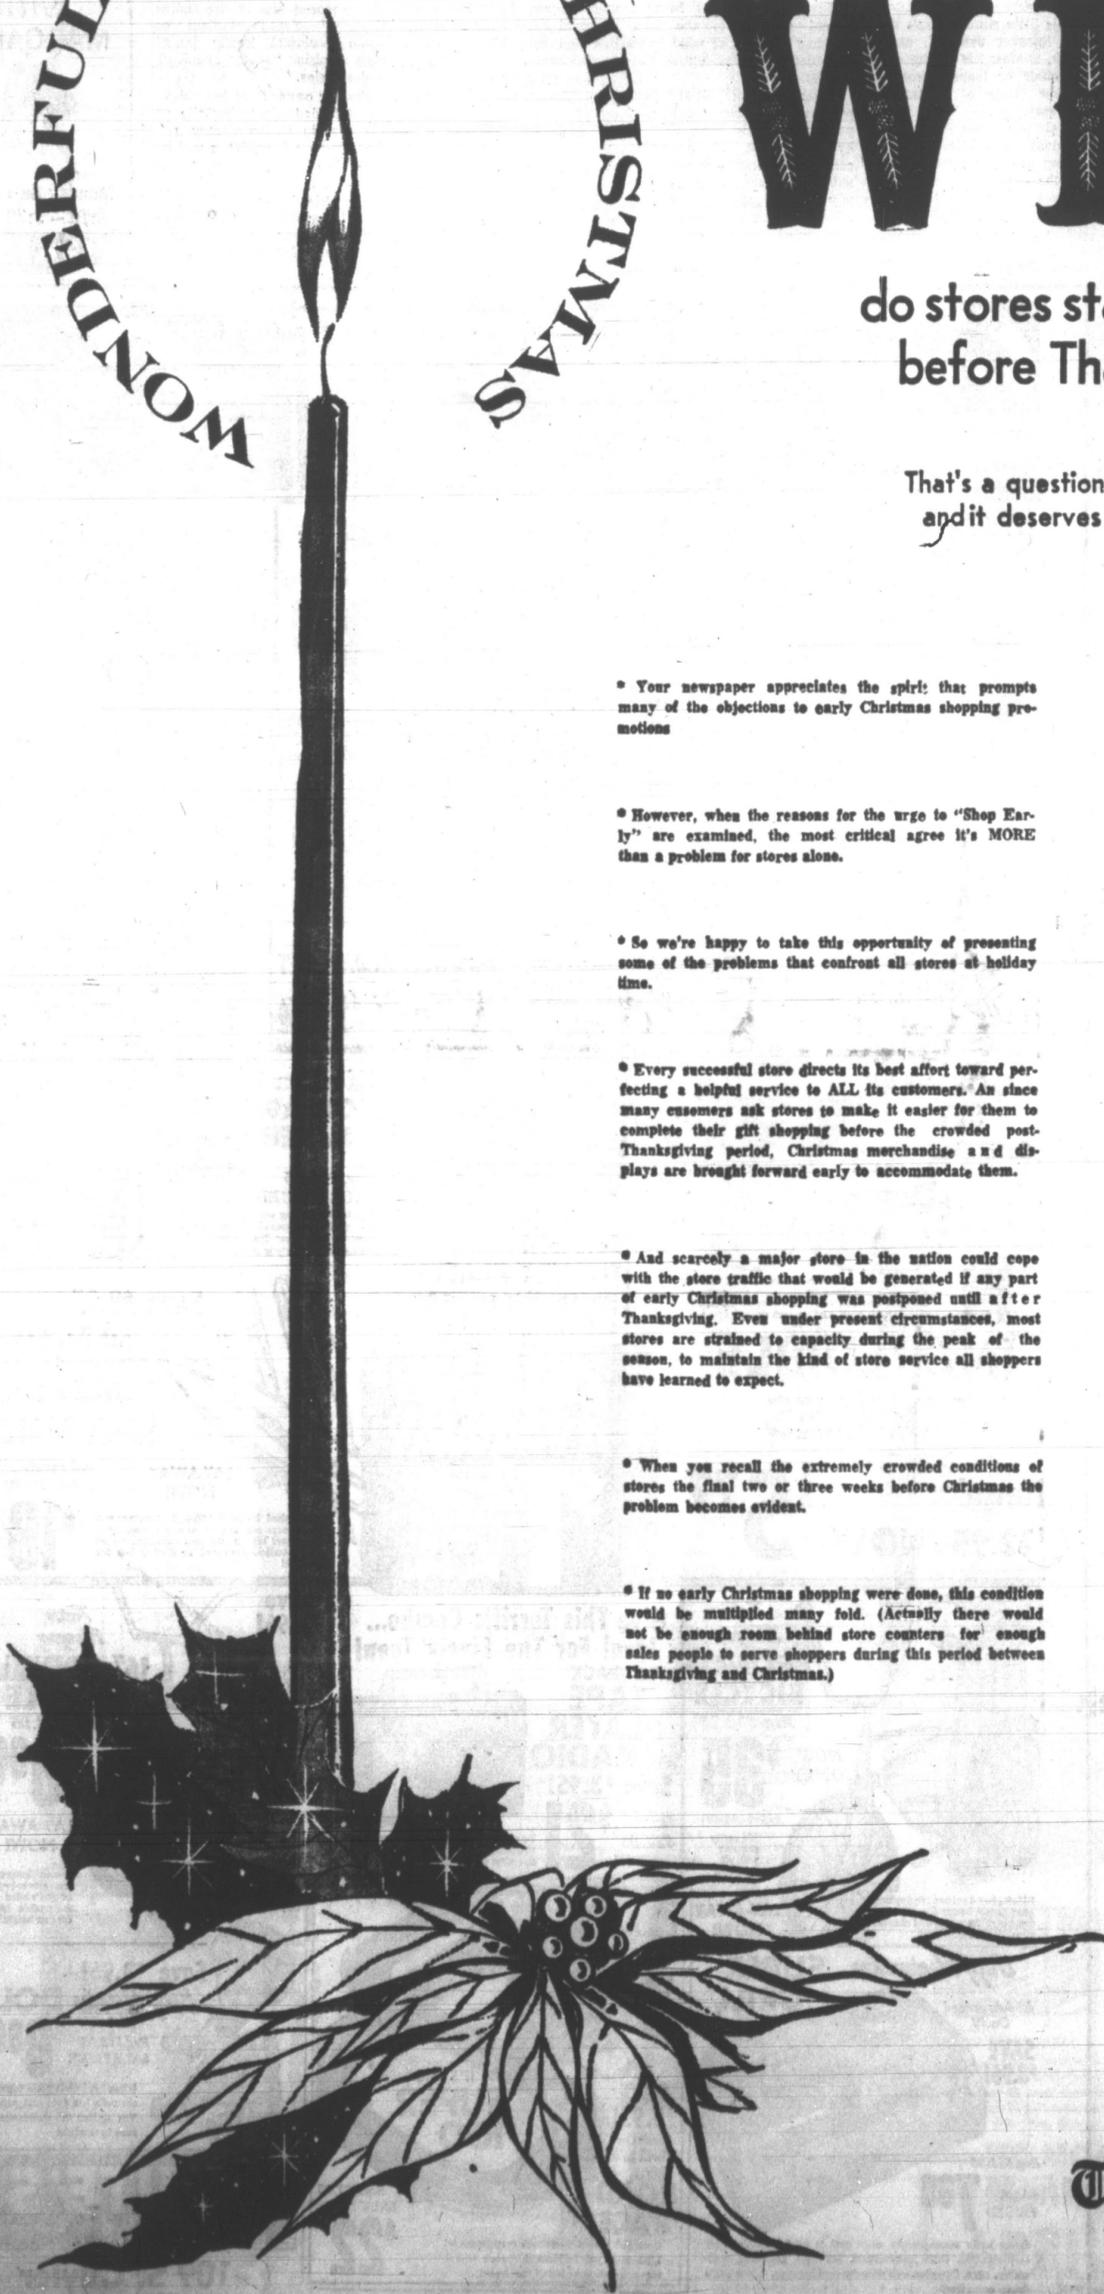 WONDERFUL
CHRISTMAS
W
do stores
before
That's a question
and it deserves
* Your newspaper appreciates the spirit that prompts
many of the objections to early Christmas shopping pro-
motions
* However, when the reasons for the urge to "Shop Ear-
ly" are examined, the most critical agree it's MORE
than a problem for stores alone.
* So we're happy to take this opportunity of presenting
some of the problems that confront all stores at holiday
time.
* Every successful store directs its best affort toward per-
fecting a helpful service to ALL its customers. An since
many cusomers ask stores to make it easier for them to
complete their gift shopping before the crowded post-
Thanksgiving period, Christmas merchandise and dis-
plays are brought forward early to accommodate them.
* And scarcely a major store in the nation could cope
with the store traffic that would be generated if any part
of early Christmas shopping was postponed until after
Thanksgiving. Even under present circumstances, most
stores are strained to capacity during the peak of the
season, to maintain the kind of store service all shoppers
have learned to expect.
* When you recall the extremely crowded conditions of
stores the final two or three weeks before Christmas the
problem becomes evident.
* If no early Christmas shopping were done, this condition
would be multiplied many fold. (Actually there would
not be enough room behind store counters for enough
sales people to serve shoppers during this period between
Thanksgiving and Christmas.)